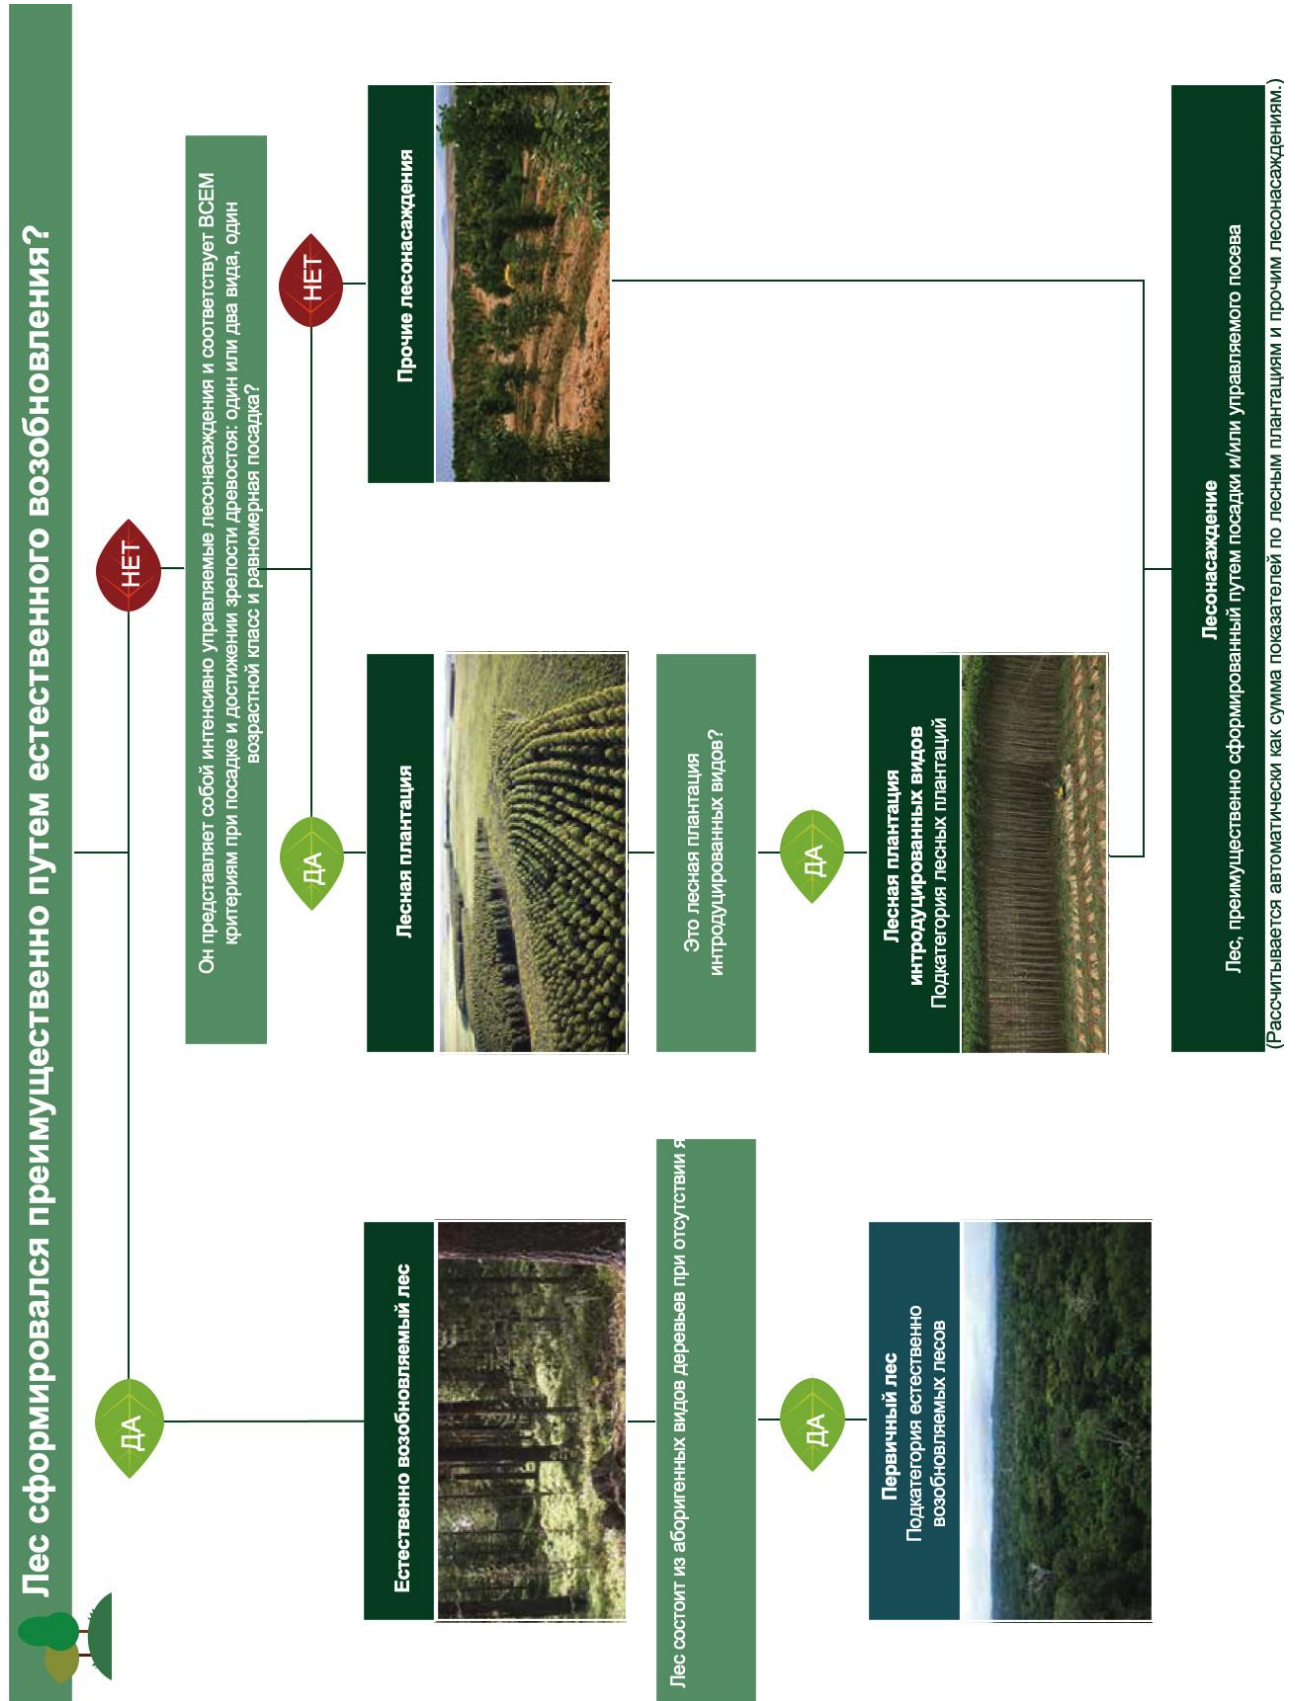 Лес сформировался преимущественно путем естественного возобновления?
ДА
НЕТ
Он представляет собой интенсивно управляемые лесонасаждения и соответствует ВСЕМ
критериям при посадке и достижении зрелости древостоя: один или два вида, один
возрастной класс и равномерная посадка?
ДА
НЕТ
Естественно возобновляемый лес
Лесная плантация
Прочие лесонасаждения
Лес состоит из аборигенных видов деревьев при отсутствии я
Это лесная плантация
интродуцированных видов?
ДА
ДА
Первичный лес
Подкатегория естественно
возобновляемых лесов
Лесная плантация
интродуцированных видов
Подкатегория лесных плантаций
Лесонасаждение
Лес, преимущественно сформированный путем посадки и/или управляемого посева
(Рассчитывается автоматически как сумма показателей по лесным плантациям и прочим лесонасаждениям.)